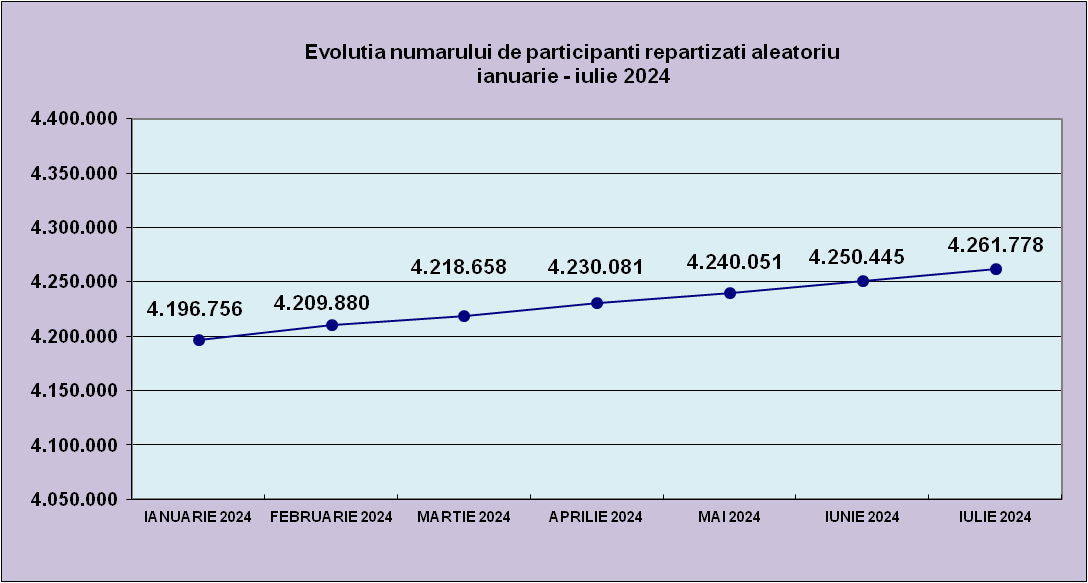 Evolutia numarului de participanti repartizati aleatoriu
ianuarie - iulie 2024
4.400.000
4.350.000
4.300.000
4.250.000
4.200.000
4.150.000
4.100.000
4.050.000
4.196.756
4.209.880
4.218.658
4.230.081
4.240.051
4.250.445
4.261.778
IANUARIE 2024
FEBRUARIE 2024
MARTIE 2024
APRILIE 2024
MAI 2024
IUNIE 2024
IULIE 2024